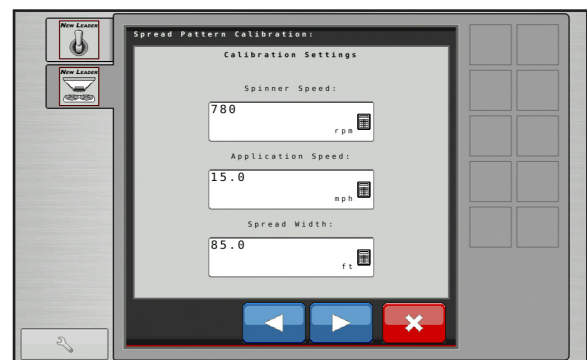 NEW LEADER
NEW LEADER
Spread Pattern Calibration:
Calibration Settings
Spinner Speed:
780
rpm
Application Speed:
15.0
mph
Spread Width:
85.0
ft